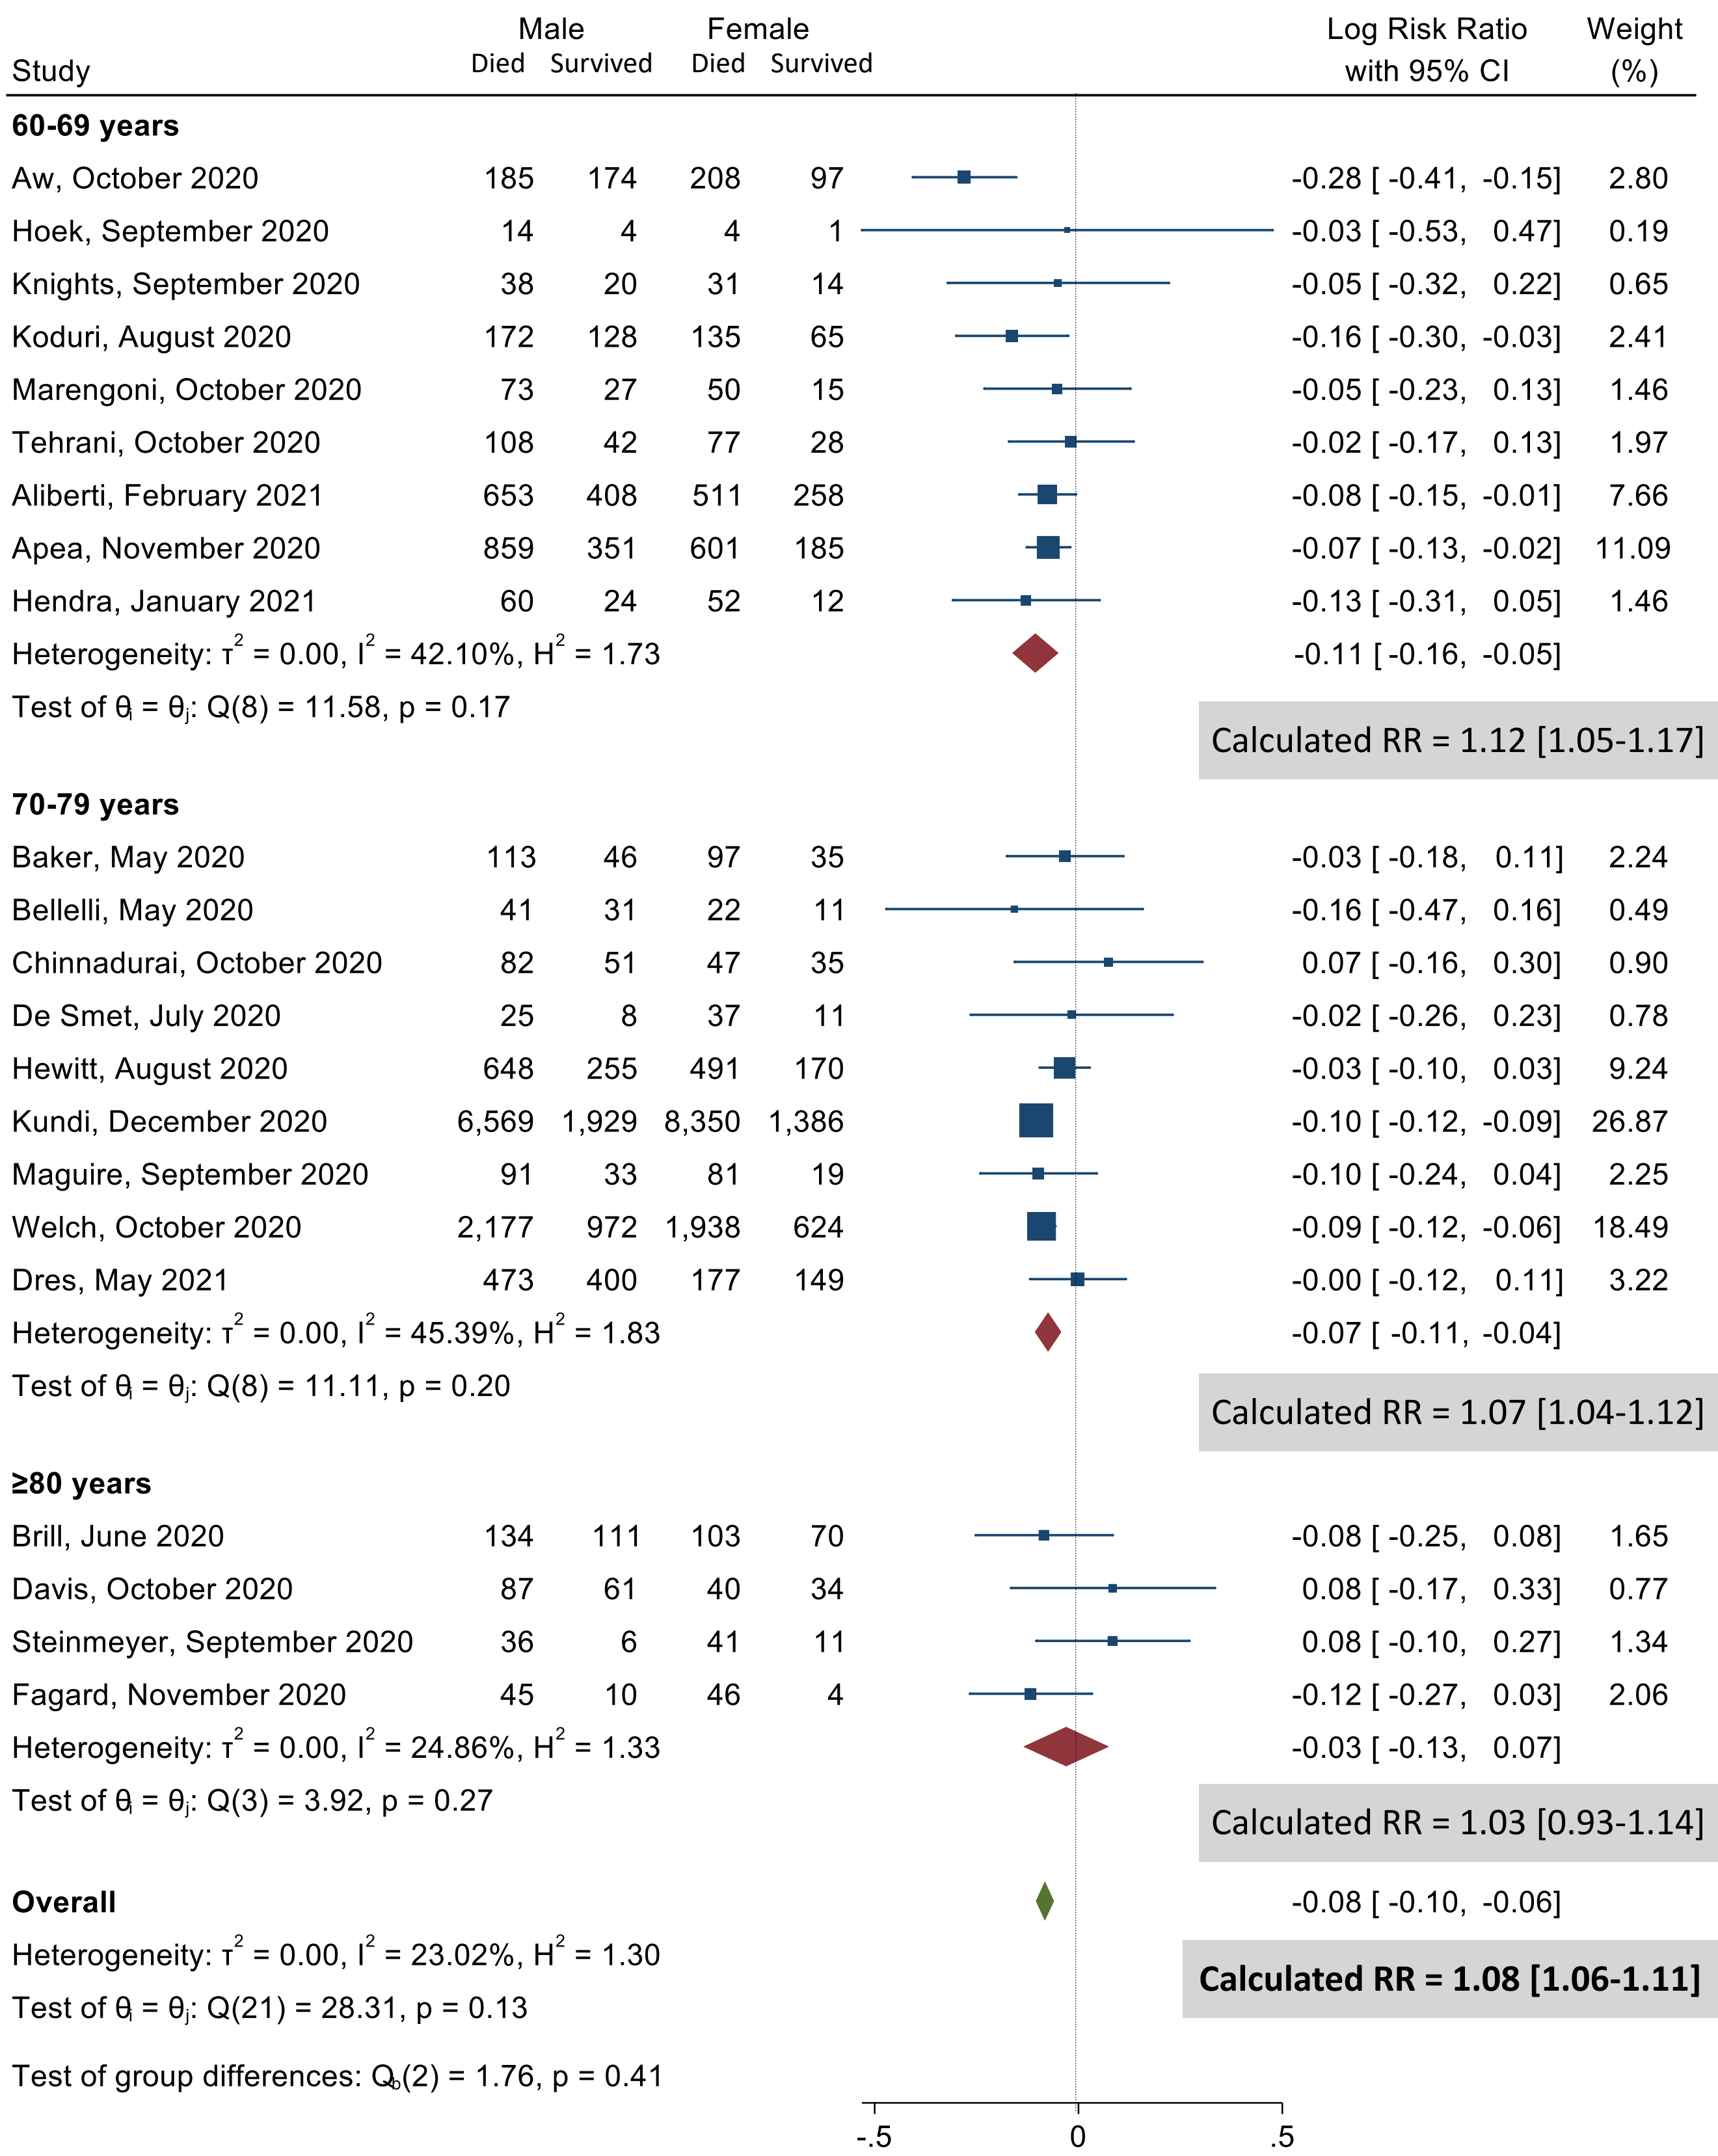 Male Female Log Risk Ratio Weight
Study Died Survived Died Survived with 95% CI (%)
60-69 years
Aw, October 2020 185 174 208 97 -0.28 [ -0.41, -0.15] 2.80
Hoek, September 2020 14 4 4 1 -0.03 [ -0.53, 0.47] 0.19
Knights, September 2020 38 20 31 14 -0.05 [ -0.32, 0.22] 0.65
Koduri, August 2020 172 128 135 65 -0.16 [ -0.30, -0.03] 2.41
Marengoni, October 2020 73 27 50 15 -0.05 [ -0.23, 0.13] 1.46
Tehrani, October 2020 108 42 77 28 -0.02 [ -0.17, 0.13] 1.97
Aliberti, February 2021 653 408 511 258 -0.08 [ -0.15, -0.01] 7.66
Apea, November 2020 859 351 601 185 -0.07 [ -0.13, -0.02] 11.09
Hendra, January 2021 60 24 52 12 -0.13 [ -0.31, 0.05] 1.46
Heterogeneity: τ² = 0.00, I² = 42.10%, H² = 1.73 -0.11 [ -0.16, -0.05]
Test of θᵢ = θⱼ: Q(8) = 11.58, p = 0.17
Calculated RR = 1.12 [1.05-1.17]
70-79 years
Baker, May 2020 113 46 97 35 -0.03 [ -0.18, 0.11] 2.24
Bellelli, May 2020 41 31 22 11 -0.16 [ -0.47, 0.16] 0.49
Chinnadurai, October 2020 82 51 47 35 0.07 [ -0.16, 0.30] 0.90
De Smet, July 2020 25 8 37 11 -0.02 [ -0.26, 0.23] 0.78
Hewitt, August 2020 648 255 491 170 -0.03 [ -0.10, 0.03] 9.24
Kundi, December 2020 6,569 1,929 8,350 1,386 -0.10 [ -0.12, -0.09] 26.87
Maguire, September 2020 91 33 81 19 -0.10 [ -0.24, 0.04] 2.25
Welch, October 2020 2,177 972 1,938 624 -0.09 [ -0.12, -0.06] 18.49
Dres, May 2021 473 400 177 149 -0.00 [ -0.12, 0.11] 3.22
Heterogeneity: τ² = 0.00, I² = 45.39%, H² = 1.83 -0.07 [ -0.11, -0.04]
Test of θᵢ = θⱼ: Q(8) = 11.11, p = 0.20
Calculated RR = 1.07 [1.04-1.12]
≥80 years
Brill, June 2020 134 111 103 70 -0.08 [ -0.25, 0.08] 1.65
Davis, October 2020 87 61 40 34 0.08 [ -0.17, 0.33] 0.77
Steinmeyer, September 2020 36 6 41 11 0.08 [ -0.10, 0.27] 1.34
Fagard, November 2020 45 10 46 4 -0.12 [ -0.27, 0.03] 2.06
Heterogeneity: τ² = 0.00, I² = 24.86%, H² = 1.33 -0.03 [ -0.13, 0.07]
Test of θᵢ = θⱼ: Q(3) = 3.92, p = 0.27
Calculated RR = 1.03 [0.93-1.14]
Overall -0.08 [ -0.10, -0.06]
Heterogeneity: τ² = 0.00, I² = 23.02%, H² = 1.30
Calculated RR = 1.08 [1.06-1.11]
Test of θᵢ = θⱼ: Q(21) = 28.31, p = 0.13
Test of group differences: Q_b(2) = 1.76, p = 0.41
-.5 0 .5